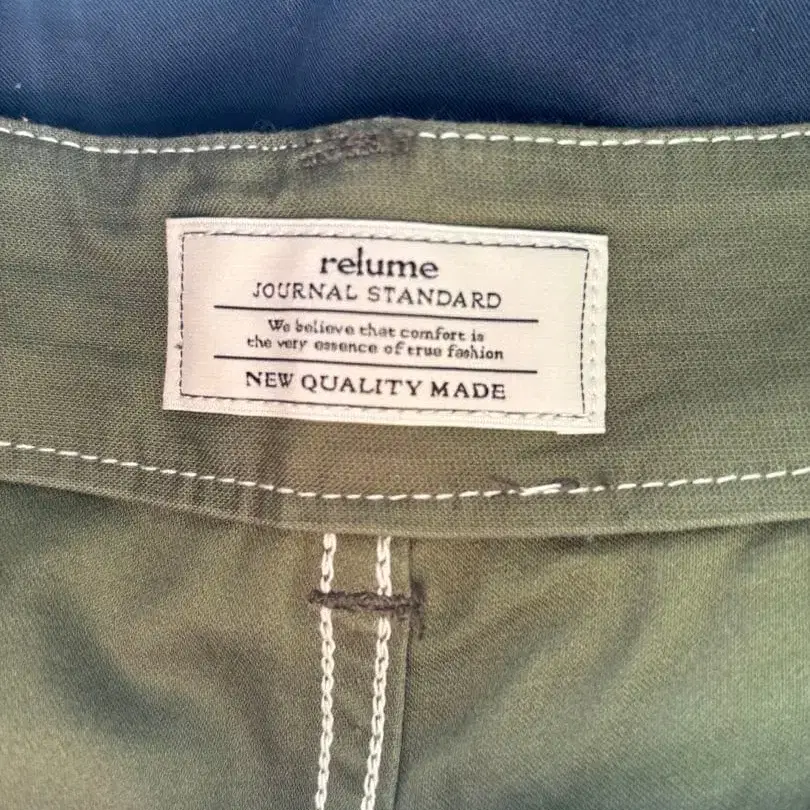 relume
JOURNAL STANDARD
We believe that comfort is
the very essence of true fashion
NEW QUALITY MADE